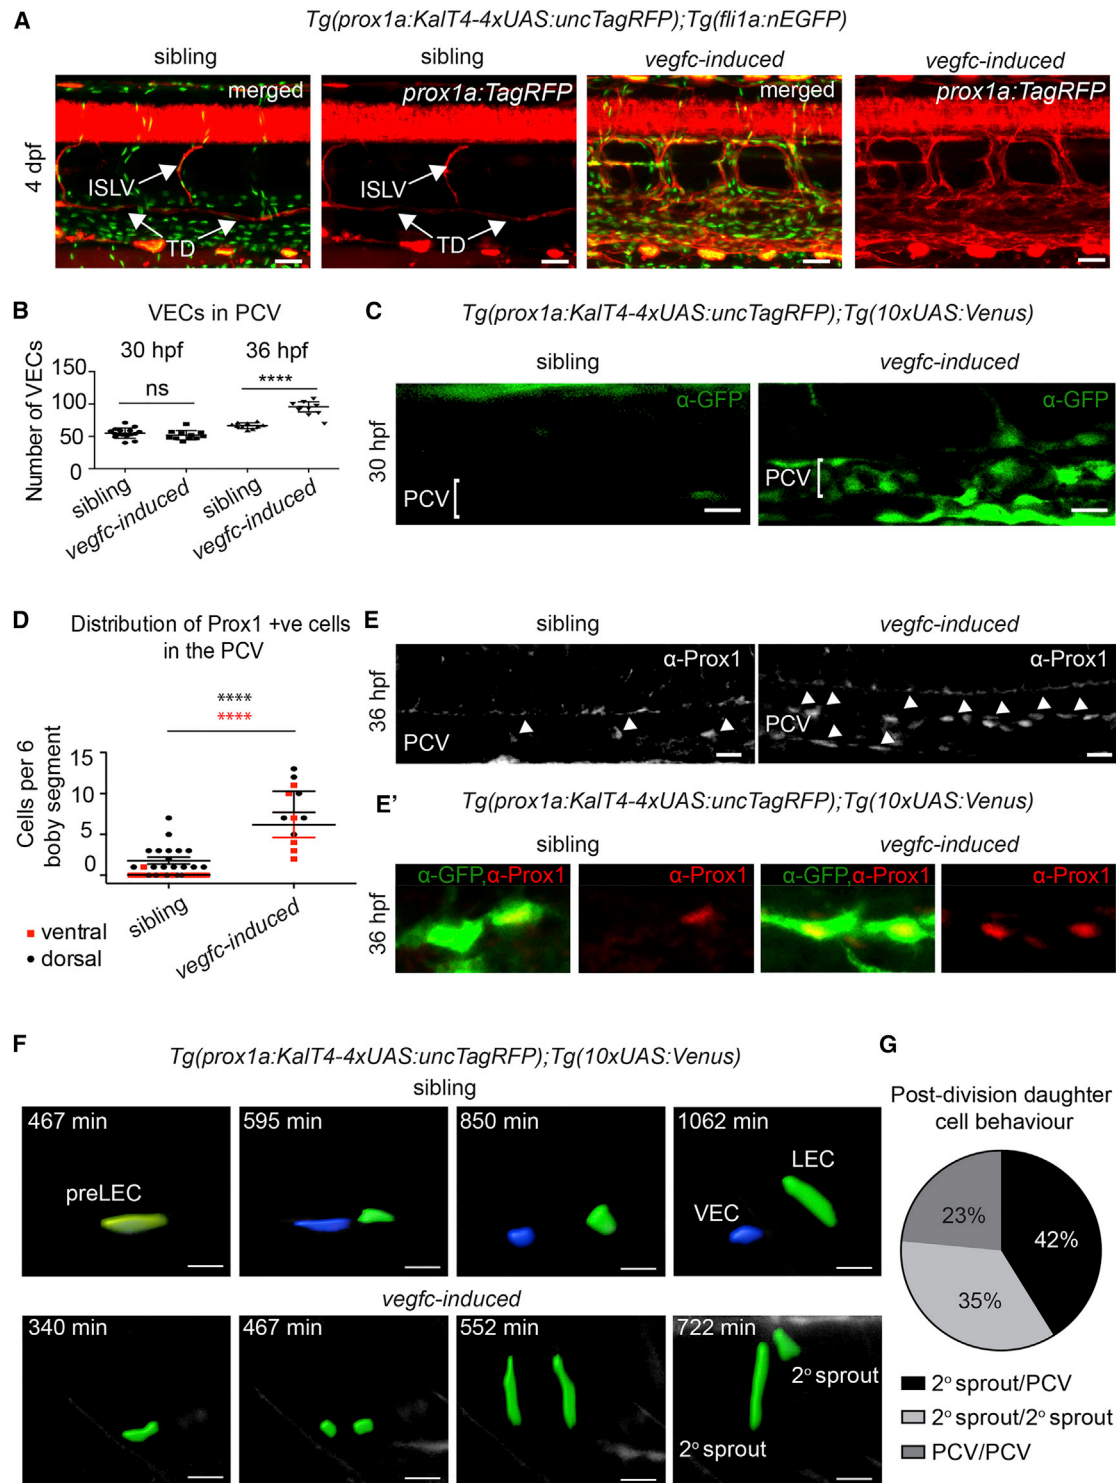 A
Tg(prox1a:KalT4-4xUAS:uncTagRFP);Tg(fli1a:nEGFP)
sibling
sibling
vegfc-induced
vegfc-induced
merged
prox1a:TagRFP
merged
prox1a:TagRFP
4 dpf
ISLV
TD
ISLV
TD
B
VECs in PCV
30 hpf
36 hpf
Number of VECs
150
100
50
0
ns
****
sibling
vegfc-induced
sibling
vegfc-induced
C
Tg(prox1a:KalT4-4xUAS:uncTagRFP);Tg(10xUAS:Venus)
sibling
vegfc-induced
30 hpf
α-GFP
PCV
α-GFP
PCV
D
Distribution of Prox1 +ve cells
in the PCV
****
****
Cells per 6
boby segment
15
10
5
0
sibling
vegfc-induced
ventral
dorsal
E
sibling
vegfc-induced
36 hpf
α-Prox1
PCV
α-Prox1
PCV
E'
Tg(prox1a:KalT4-4xUAS:uncTagRFP);Tg(10xUAS:Venus)
sibling
vegfc-induced
36 hpf
α-GFP,α-Prox1
α-Prox1
α-GFP,α-Prox1
α-Prox1
F
Tg(prox1a:KalT4-4xUAS:uncTagRFP);Tg(10xUAS:Venus)
sibling
467 min
595 min
850 min
1062 min
preLEC
LEC
VEC
vegfc-induced
340 min
467 min
552 min
722 min
2° sprout
2° sprout
G
Post-division daughter
cell behaviour
23%
42%
35%
2° sprout/PCV
2° sprout/2° sprout
PCV/PCV